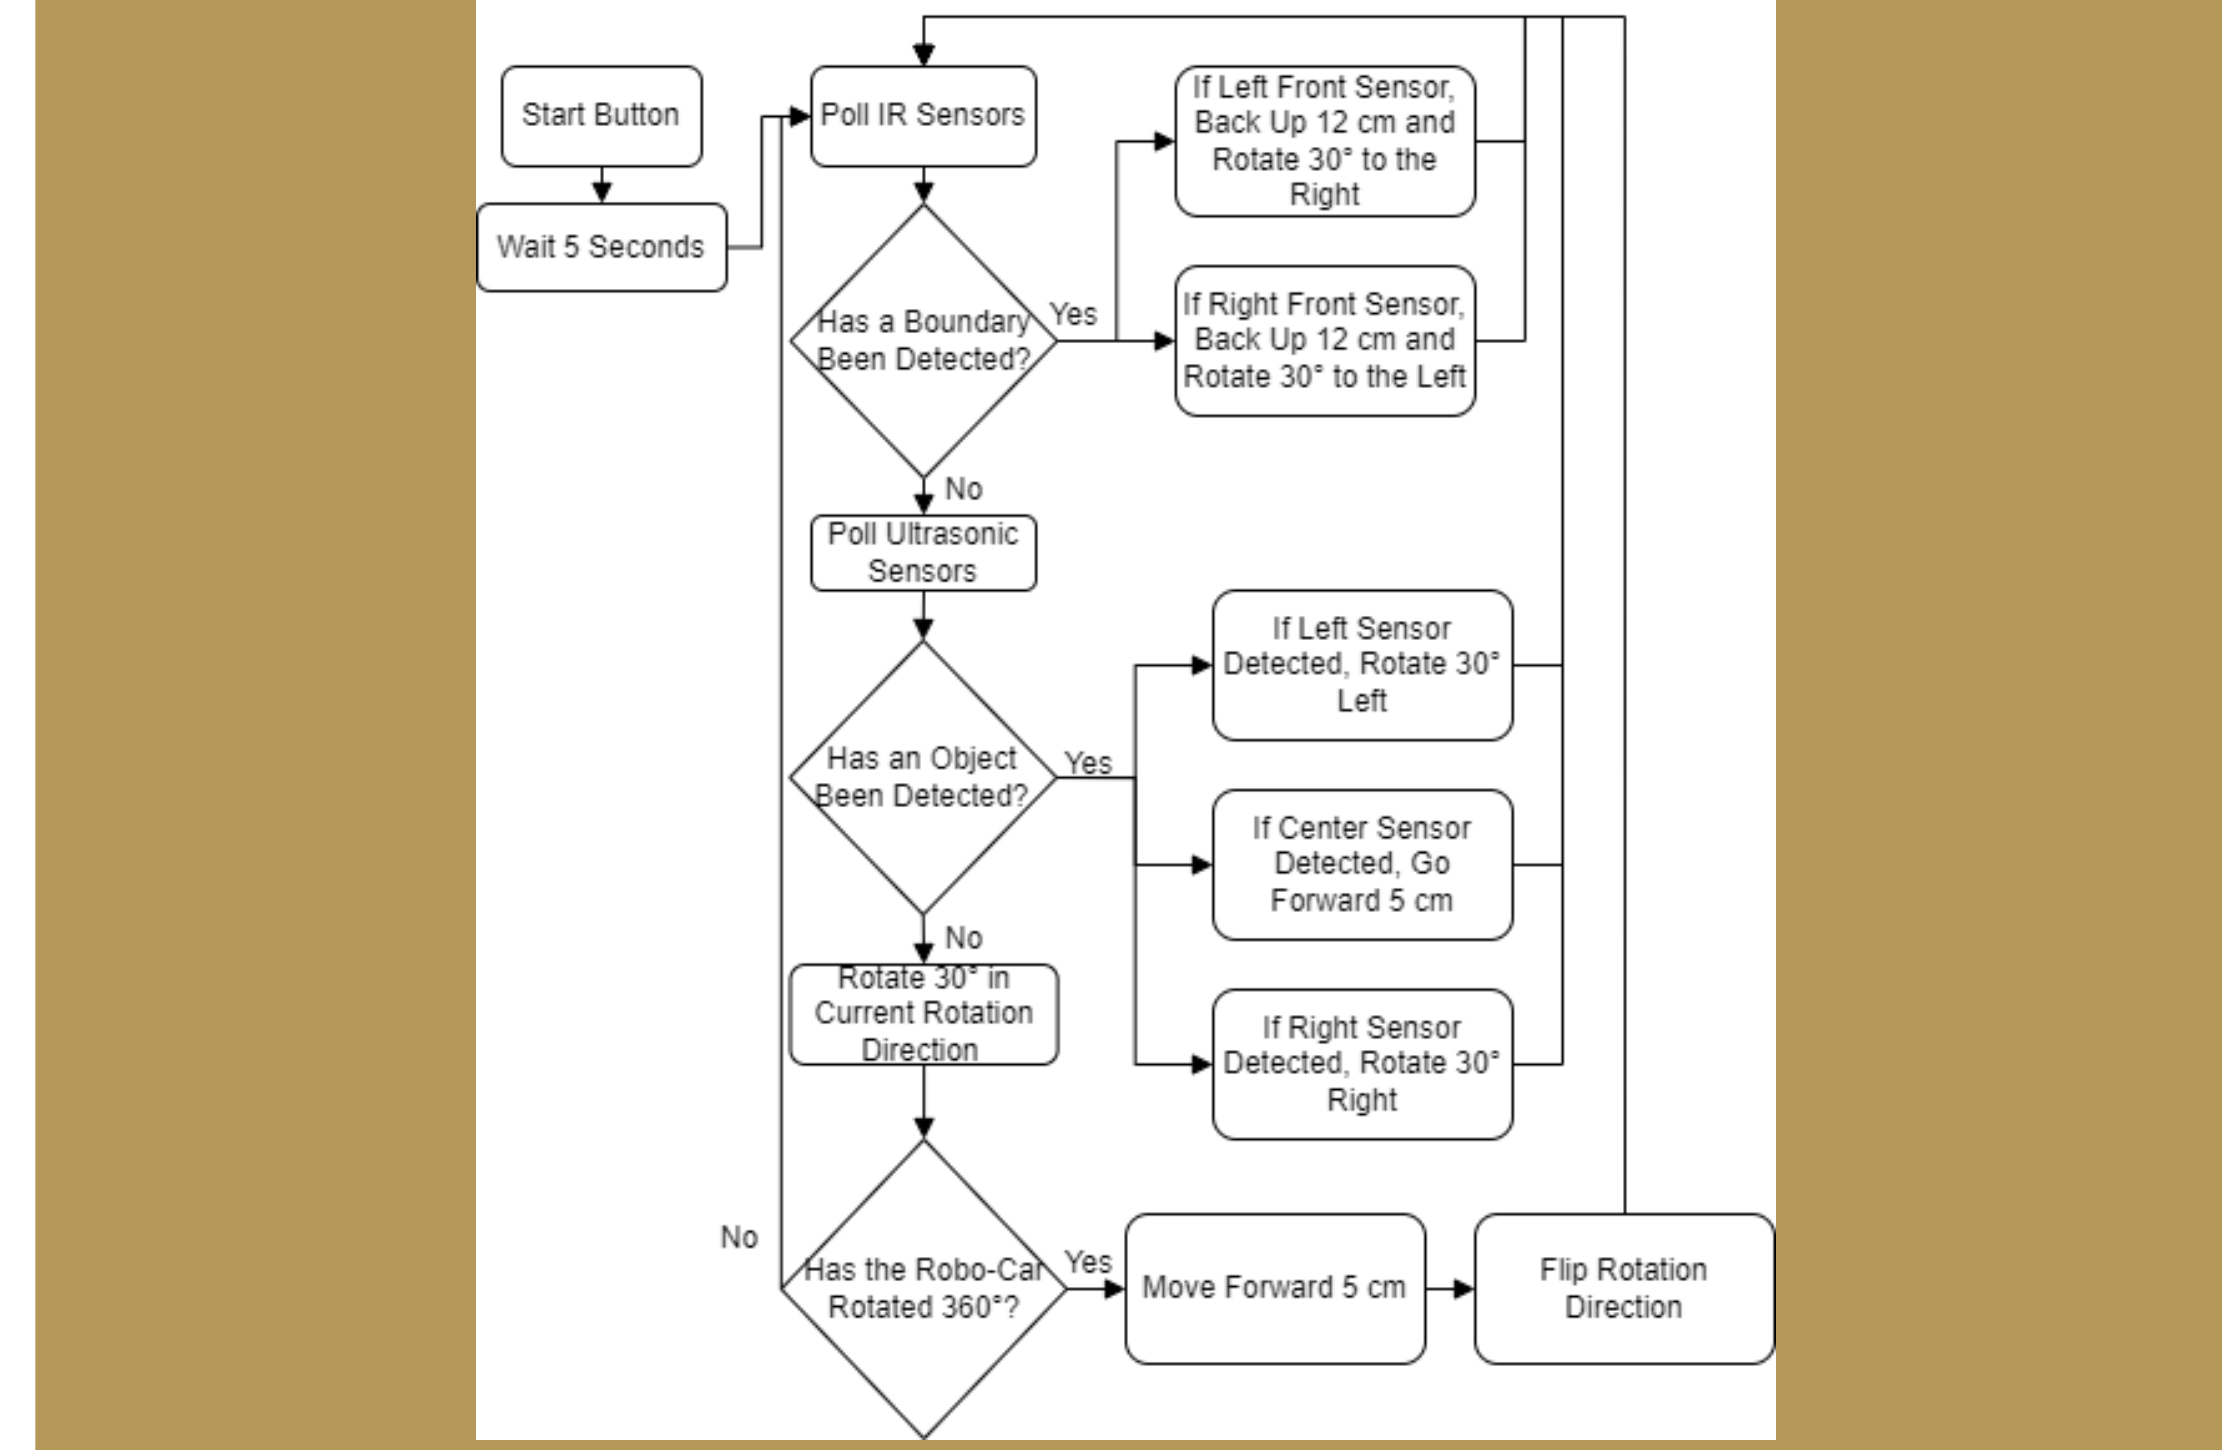 Start Button
Wait 5 Seconds
Poll IR Sensors
Has a Boundary
Been Detected?
Yes
If Left Front Sensor,
Back Up 12 cm and
Rotate 30° to the
Right
If Right Front Sensor,
Back Up 12 cm and
Rotate 30° to the Left
No
Poll Ultrasonic
Sensors
Has an Object
Been Detected?
Yes
If Left Sensor
Detected, Rotate 30°
Left
If Center Sensor
Detected, Go
Forward 5 cm
If Right Sensor
Detected, Rotate 30°
Right
No
Rotate 30° in
Current Rotation
Direction
Has the Robo-Car
Rotated 360°?
No
Yes
Move Forward 5 cm
Flip Rotation
Direction